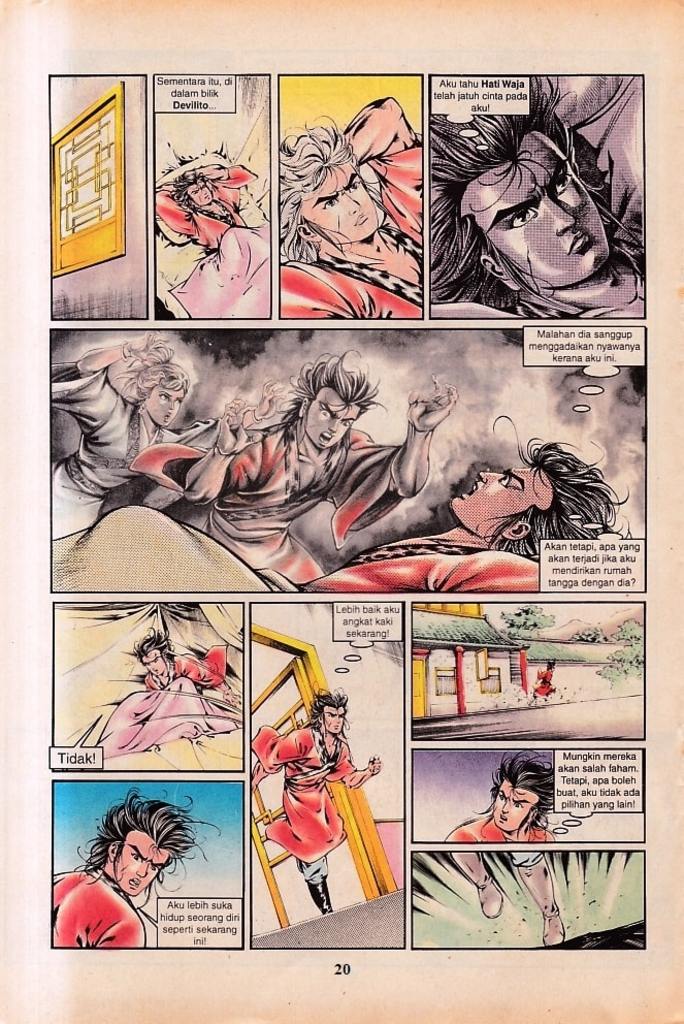 Sementara itu, di
dalam bilik
Devilito...
Aku tahu Hati Waja
telah jatuh cinta pada
aku!
Malahan dia sanggup
menggadaikan nyawanya
kerana aku ini.
Akan tetapi, apa yang
akan terjadi jika aku
mendirikan rumah
tangga dengan dia?
Tidak!
Aku lebih suka
hidup seorang diri
seperti sekarang
ini!
Lebih baik aku
angkat kaki
sekarang!
Mungkin mereka
akan salah faham.
Tetapi, apa boleh
buat, aku tidak ada
pilihan yang lain!
20